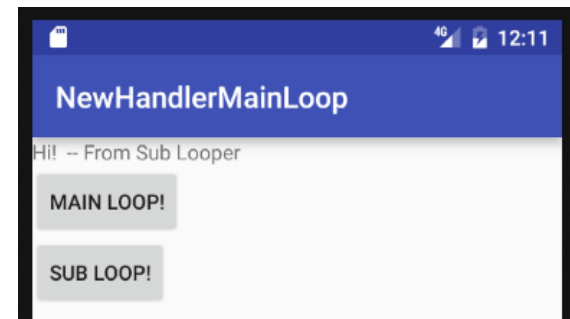 4G 12:11
NewHandlerMainLoop
Hi! -- From Sub Looper
MAIN LOOP!
SUB LOOP!